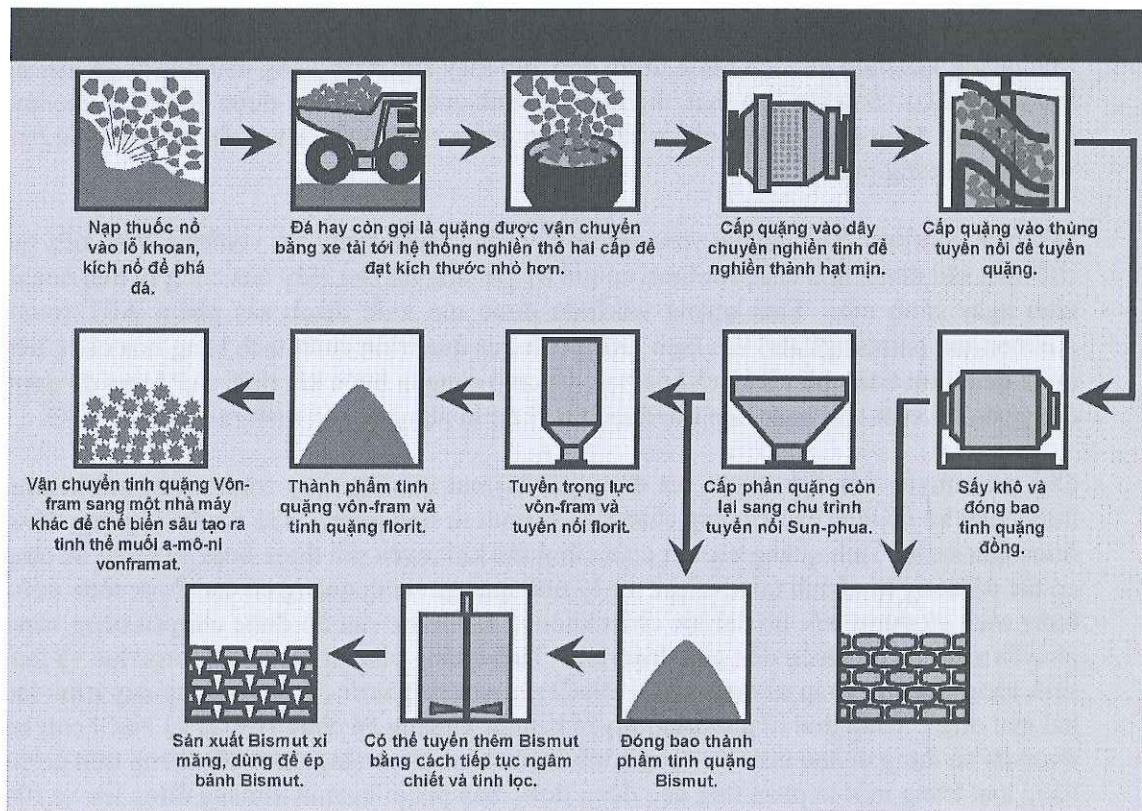 Nạp thuốc nổ
vào lỗ khoan,
kích nổ để phá
đá.
Đá hay còn gọi là quặng được vận chuyển
bằng xe tải tới hệ thống nghiền thô hai cấp để
đạt kích thước nhỏ hơn.
Cấp quặng vào dây
chuyền nghiền tinh để
nghiền thành hạt mịn.
Cấp quặng vào thùng
tuyển nổi để tuyển
quặng.
Vận chuyển tinh quặng Vôn-
fram sang một nhà máy
khác để chế biến sâu tạo ra
tinh thể muối a-mô-ni
vonframat.
Thành phẩm tinh
quặng vôn-fram và
tinh quặng florit.
Tuyển trọng lực
vôn-fram và
tuyển nổi florit.
Cấp phần quặng còn
lại sang chu trình
tuyển nổi Sun-phua.
Sấy khô và
đóng bao
tinh quặng
đồng.
Sản xuất Bismut xi
măng, dùng để ép
bánh Bismut.
Có thể tuyển thêm Bismut
bằng cách tiếp tục ngâm
chiết và tinh lọc.
Đóng bao thành
phẩm tinh quặng
Bismut.